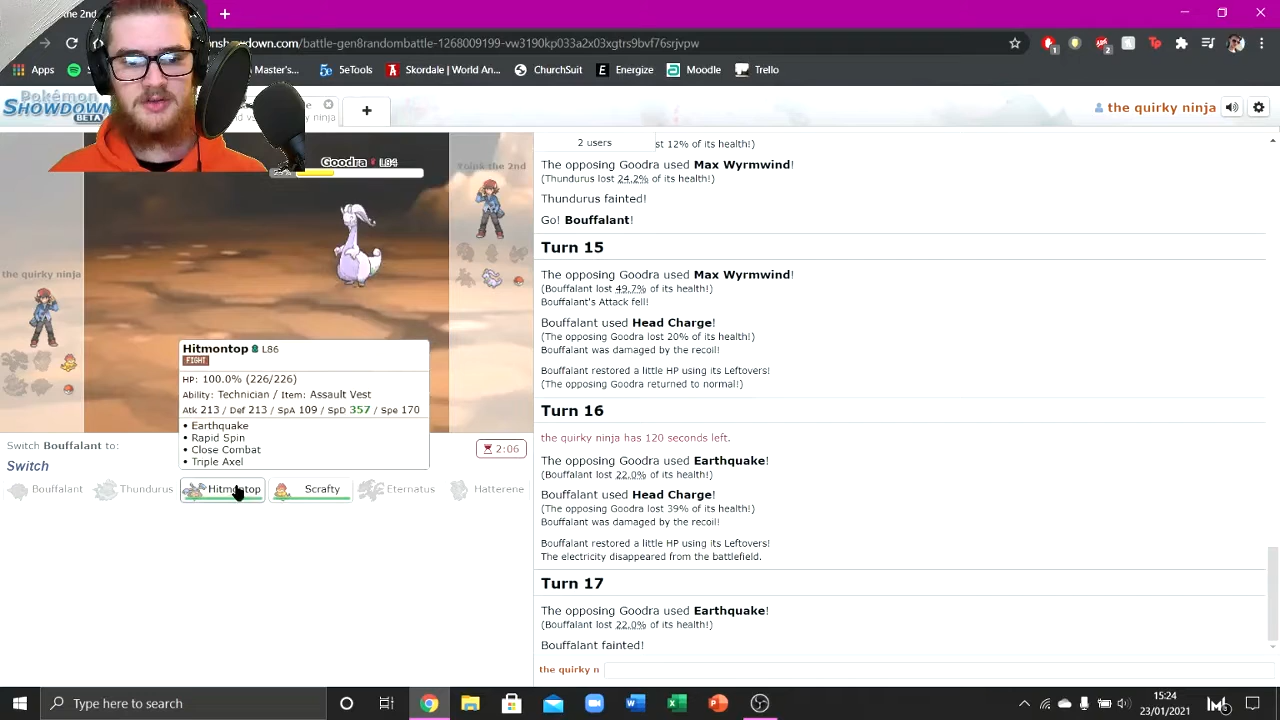 The 2nd
+
nshowdown.com/battle-gen8randombattle-1268009199-vw3190kp033a2x03xgtrs9bvf76srjvpw
Apps
Master's...
5eTools
Skordale | World An...
ChurchSuit
Energize
Moodle
Trello
Pokémon
SHOWDOWN
BETA
+
the quirky ninja
2 users
st 12% of its health!)
The opposing Goodra used Max Wyrmwind!
(Thundurus lost 24.2% of its health!)
Thundurus fainted!
Go! Bouffalant!
Turn 15
The opposing Goodra used Max Wyrmwind!
(Bouffalant lost 49.7% of its health!)
Bouffalant's Attack fell!
Bouffalant used Head Charge!
(The opposing Goodra lost 20% of its health!)
Bouffalant was damaged by the recoil!
Bouffalant restored a little HP using its Leftovers!
(The opposing Goodra returned to normal!)
Turn 16
the quirky ninja has 120 seconds left.
The opposing Goodra used Earthquake!
(Bouffalant lost 22.0% of its health!)
Bouffalant used Head Charge!
(The opposing Goodra lost 39% of its health!)
Bouffalant was damaged by the recoil!
Bouffalant restored a little HP using its Leftovers!
The electricity disappeared from the battlefield.
Turn 17
The opposing Goodra used Earthquake!
(Bouffalant lost 22.0% of its health!)
Bouffalant fainted!
the quirky n
Goodra L84
the quirky ninja
Hitmontop L86
FIGHT
HP: 100.0% (226/226)
Ability: Technician / Item: Assault Vest
Atk 213 / Def 213 / SpA 109 / SpD 357 / Spe 170
• Earthquake
• Rapid Spin
• Close Combat
• Triple Axel
Switch Bouffalant to:
2:06
Switch
Bouffalant
Thundurus
Hitmontop
Scrafty
Eternatus
Hatterene
Type here to search
15:24
23/01/2021